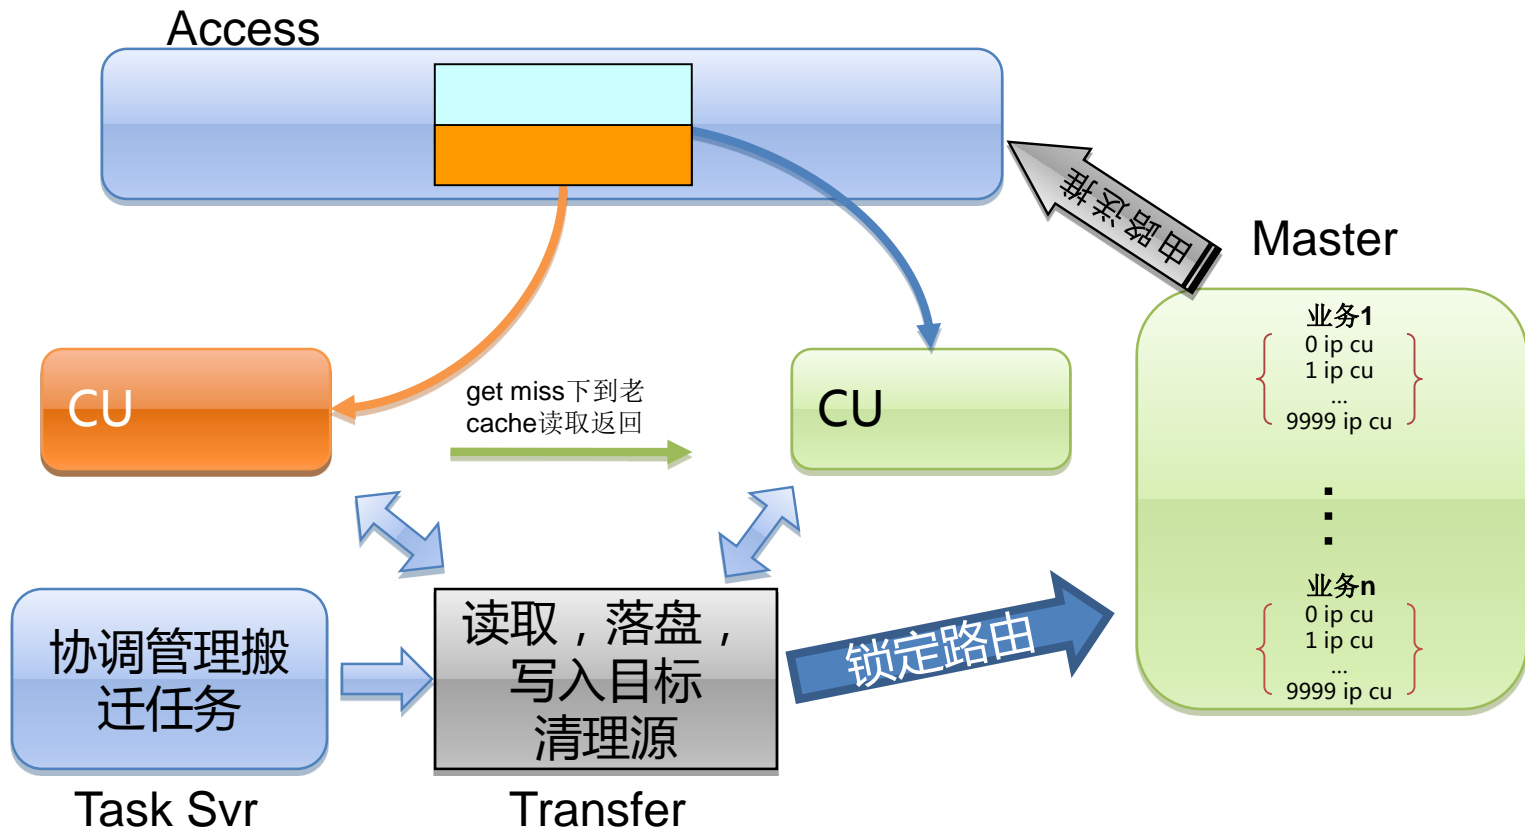 Access
路由推送
Master
业务1
0 ip cu
1 ip cu
...
9999 ip cu
CU
get miss下到老
cache读取返回
CU
业务n
0 ip cu
1 ip cu
...
9999 ip cu
协调管理搬
迁任务
读取，落盘，
写入目标
清理源
锁定路由
Task Svr
Transfer